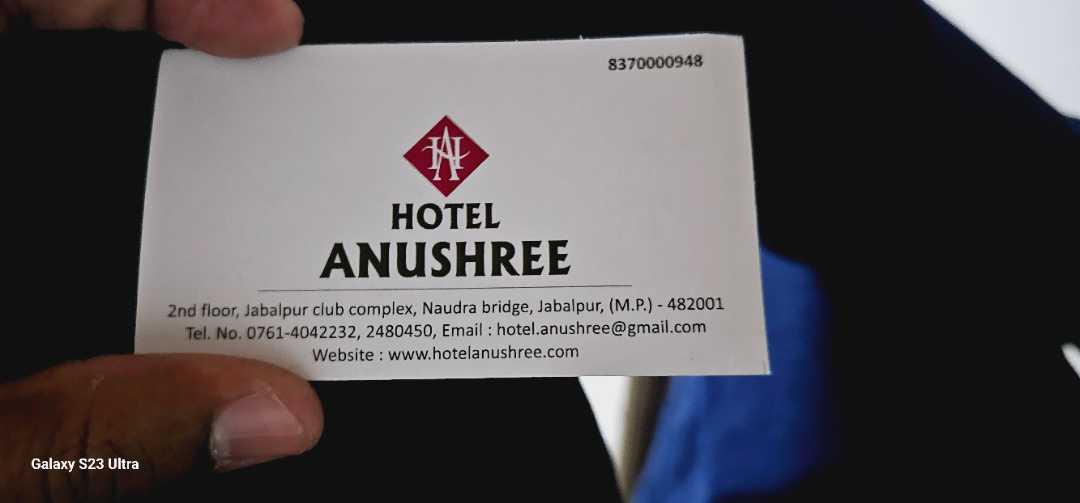 8370000948
HA
HOTEL
ANUSHREE
2nd floor, Jabalpur club complex, Naudra bridge, Jabalpur, (M.P.) - 482001
Tel. No. 0761-4042232, 2480450, Email : hotel.anushree@gmail.com
Website : www.hotelanushree.com
Galaxy S23 Ultra